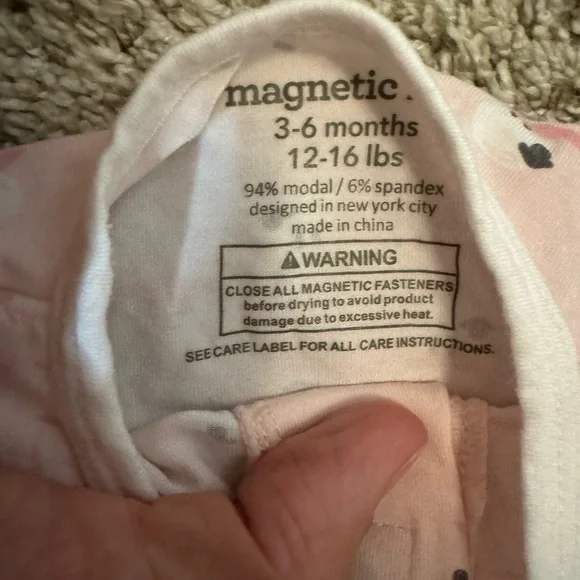 magnetic
3-6 months
12-16 lbs
94% modal / 6% spandex
designed in new york city
made in china
WARNING
CLOSE ALL MAGNETIC FASTENERS
before drying to avoid product
damage due to excessive heat.
SEE CARE LABEL FOR ALL CARE INSTRUCTIONS.